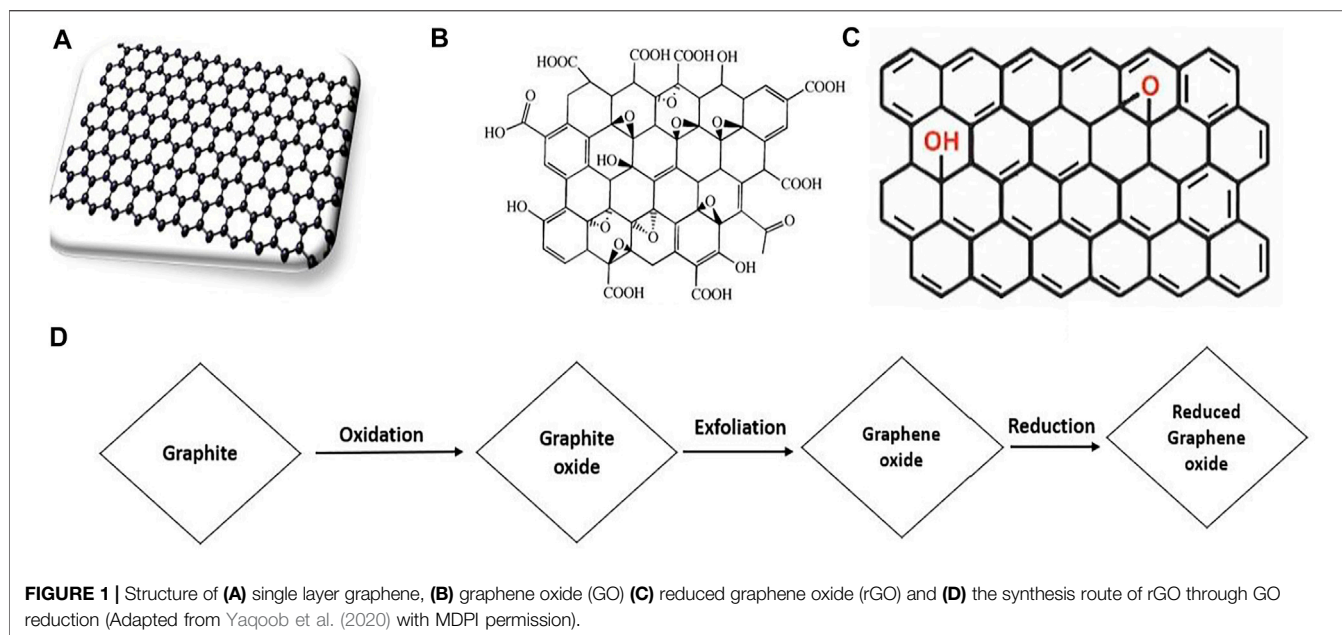 A
B
C
HOOC
COOH
COOH
OH
COOH
O
HO
O
O
O
O
HO
COOH
O
HO
O
O
O
O
OH
COOH
COOH
O
OH
D
Graphite
Oxidation
Graphite
oxide
Exfoliation
Graphene
oxide
Reduction
Reduced
Graphene
oxide
FIGURE 1 | Structure of (A) single layer graphene, (B) graphene oxide (GO) (C) reduced graphene oxide (rGO) and (D) the synthesis route of rGO through GO
reduction (Adapted from Yaqoob et al. (2020) with MDPI permission).